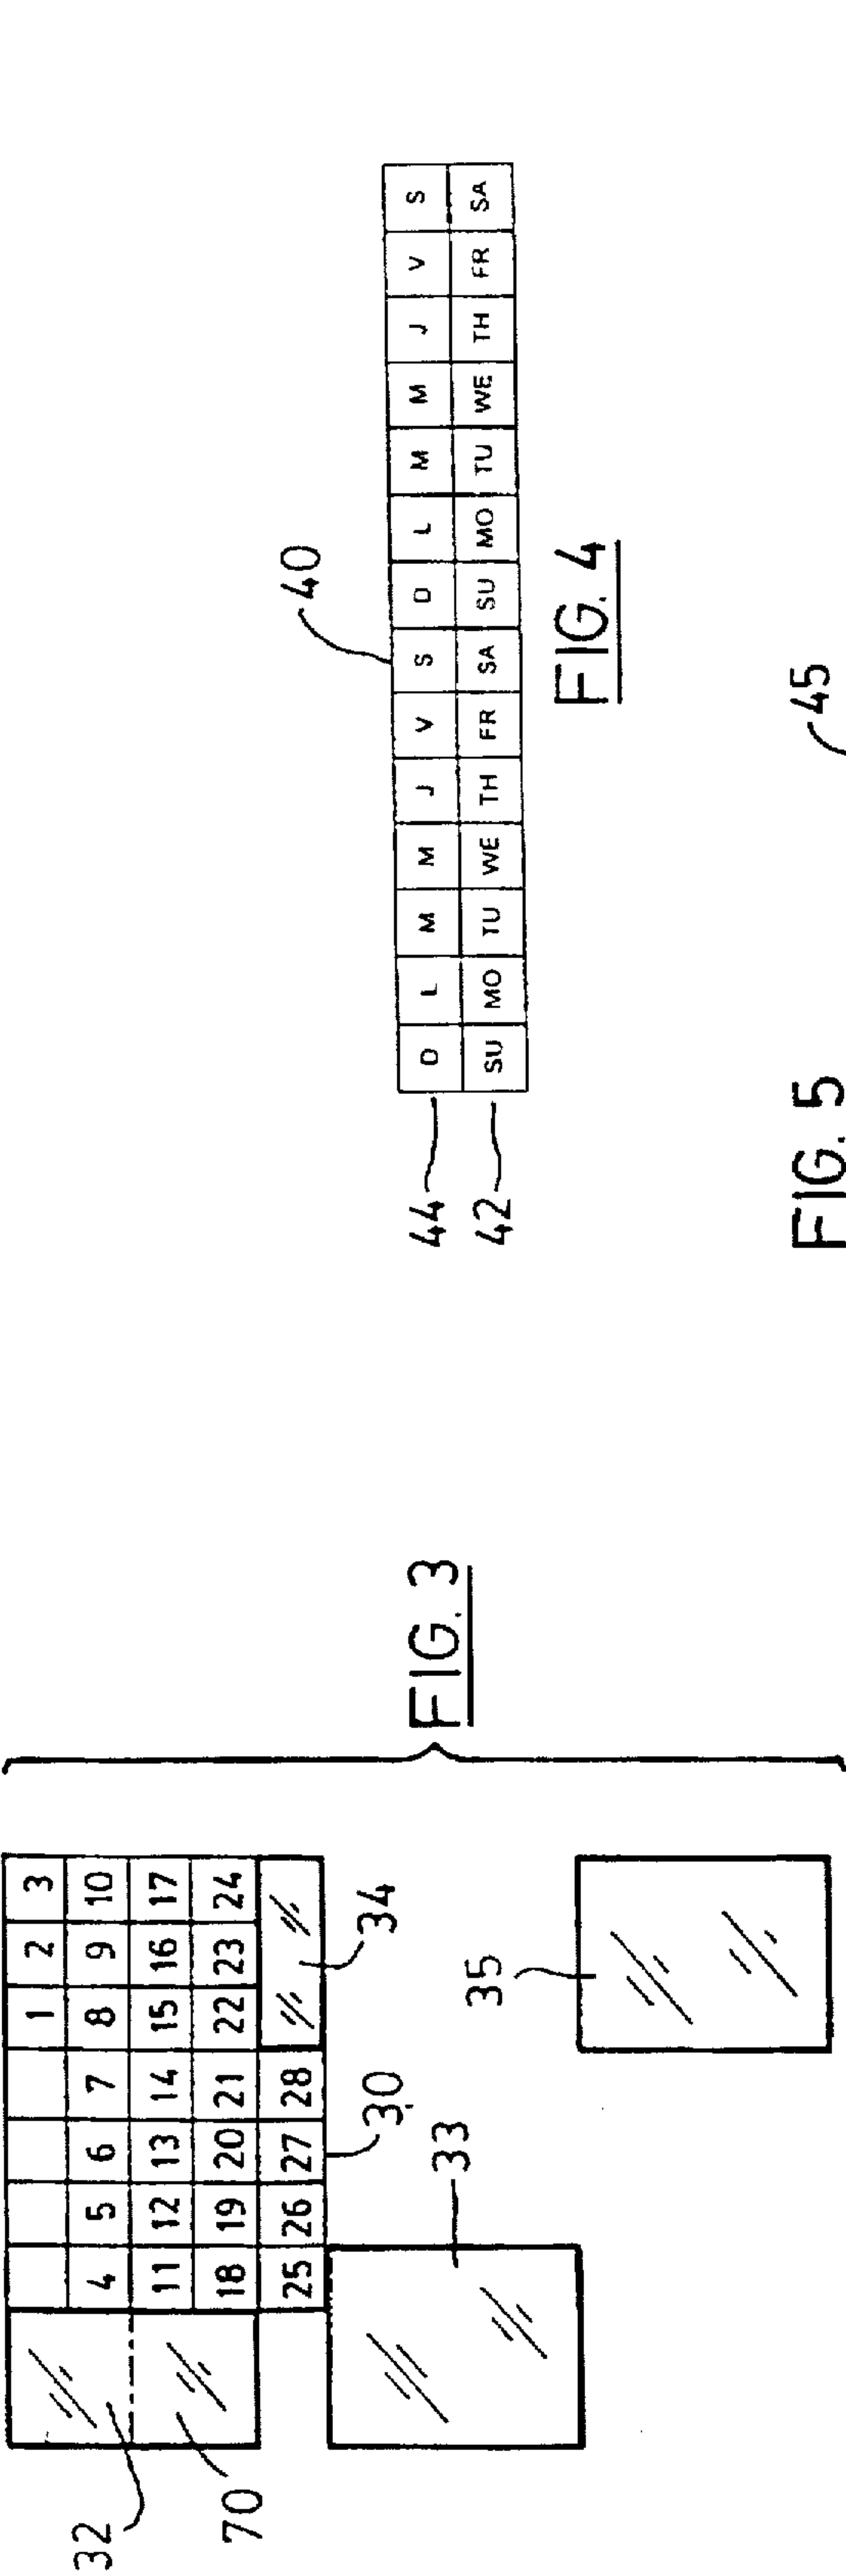 1 2 3
4 5 6 7 8 9 10
11 12 13 14 15 16 17
18 19 20 21 22 23 24
25 26 27 28
32
70
34
30
33
35
FIG. 3
40
44 D L M M J V S D L M M J V S
42 SU MO TU WE TH FR SA SU MO TU WE TH FR SA
FIG. 4
FIG. 5
45